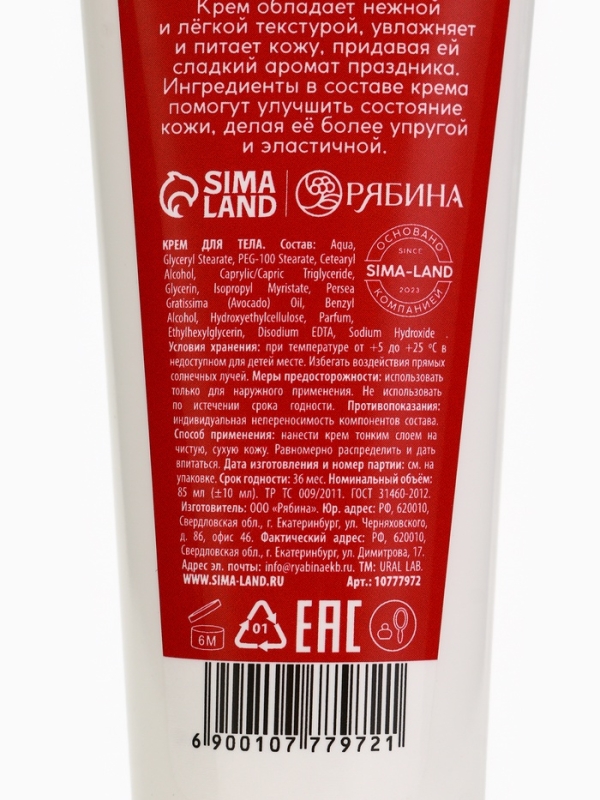 Крем обладает нежной
и лёгкой текстурой, увлажняет
и питает кожу, придавая ей
сладкий аромат праздника.
Ингредиенты в составе крема
помогут улучшить состояние
кожи, делая её более упругой
и эластичной.
SIMA LAND
РЯБИНА
КРЕМ ДЛЯ ТЕЛА. Состав: Aqua,
Glyceryl Stearate, PEG-100 Stearate, Cetearyl
Alcohol, Caprylic/Capric Triglyceride,
Glycerin, Isopropyl Myristate, Persea
Gratissima (Avocado) Oil, Benzyl
Alcohol, Hydroxyethylcellulose, Parfum,
Ethylhexylglycerin, Disodium EDTA, Sodium Hydroxide .
ОСНОВАНО
SINCE
SIMA-LAND
2023
КОМПАНИЕЙ
Условия хранения: при температуре от +5 до +25 °С в
недоступном для детей месте. Избегать воздействия прямых
солнечных лучей. Меры предосторожности: использовать
только для наружного применения. Не использовать
по истечении срока годности. Противопоказания:
индивидуальная непереносимость компонентов состава.
Способ применения: нанести крем тонким слоем на
чистую, сухую кожу. Равномерно распределить и дать
впитаться. Дата изготовления и номер партии: см. на
упаковке. Срок годности: 36 мес. Номинальный объём:
85 мл (±10 мл). ТР ТС 009/2011. ГОСТ 31460-2012.
Изготовитель: ООО «Рябина». Юр. адрес: РФ, 620010,
Свердловская обл., г. Екатеринбург, ул. Черняховского,
д. 86, офис 46. Фактический адрес: РФ, 620010,
Свердловская обл., г. Екатеринбург, ул. Димитрова, 17.
Адрес эл. почты: info@ryabinaekb.ru ТМ: URAL LAB.
WWW.SIMA-LAND.RU Арт.: 10777972
6М
01
ЕАС
6 900107 779721